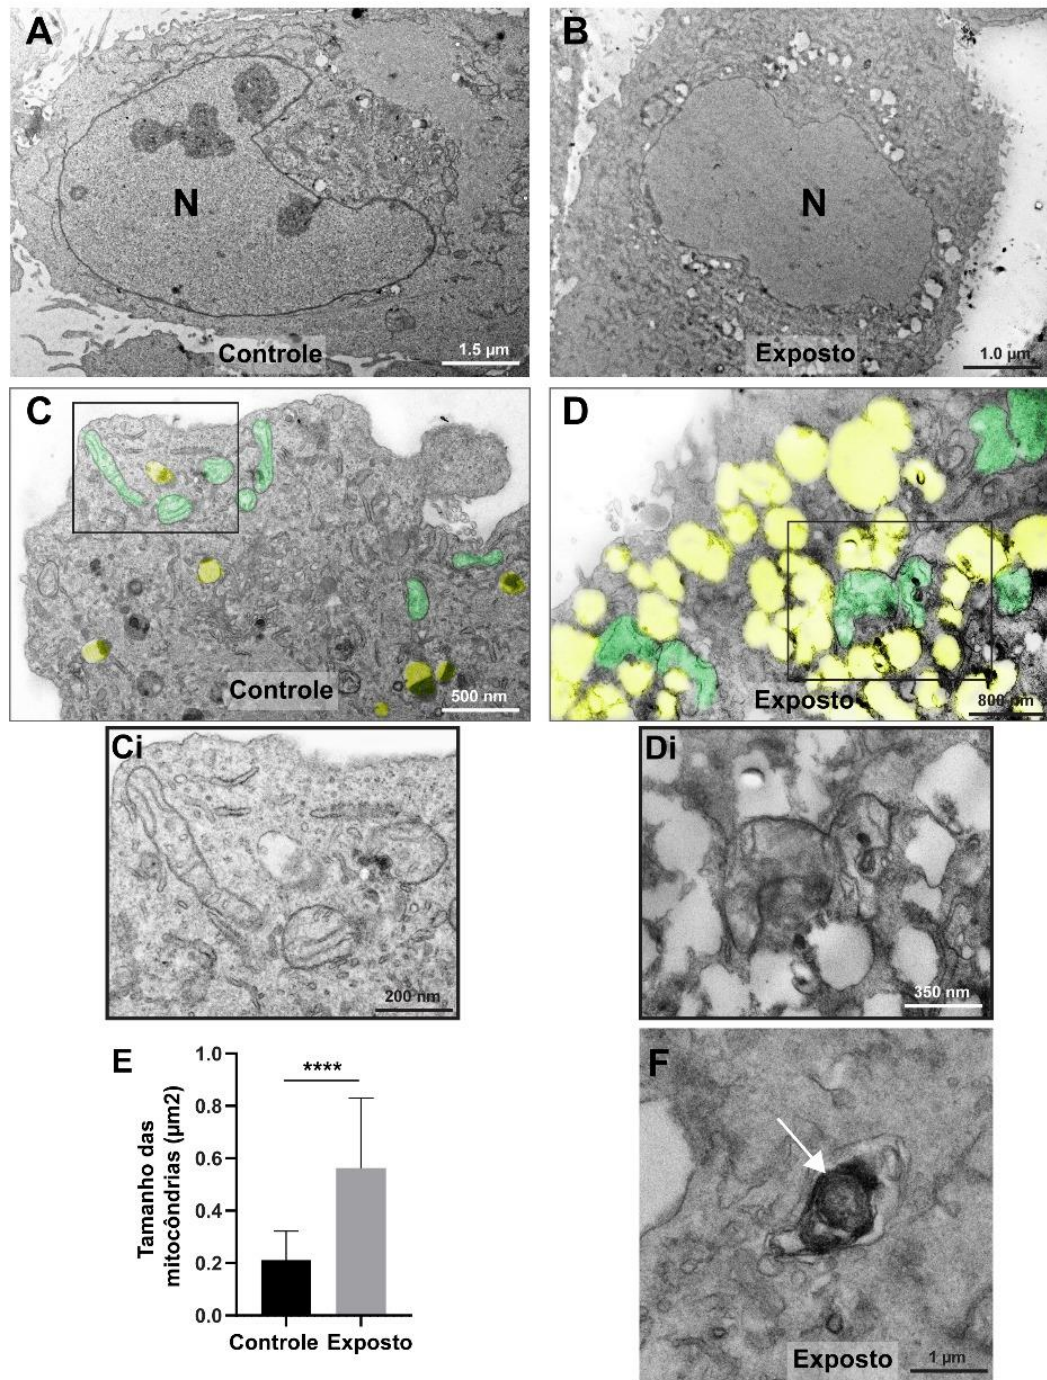 A
N
Controle
1.5 µm
B
N
Exposto
1.0 µm
C
Controle
500 nm
D
Exposto
800 nm
Ci
200 nm
Di
350 nm
E
Tamanho das
mitocôndrias (µm2)
1.0
0.8
0.6
0.4
0.2
0.0
****
Controle Exposto
F
Exposto
1 µm